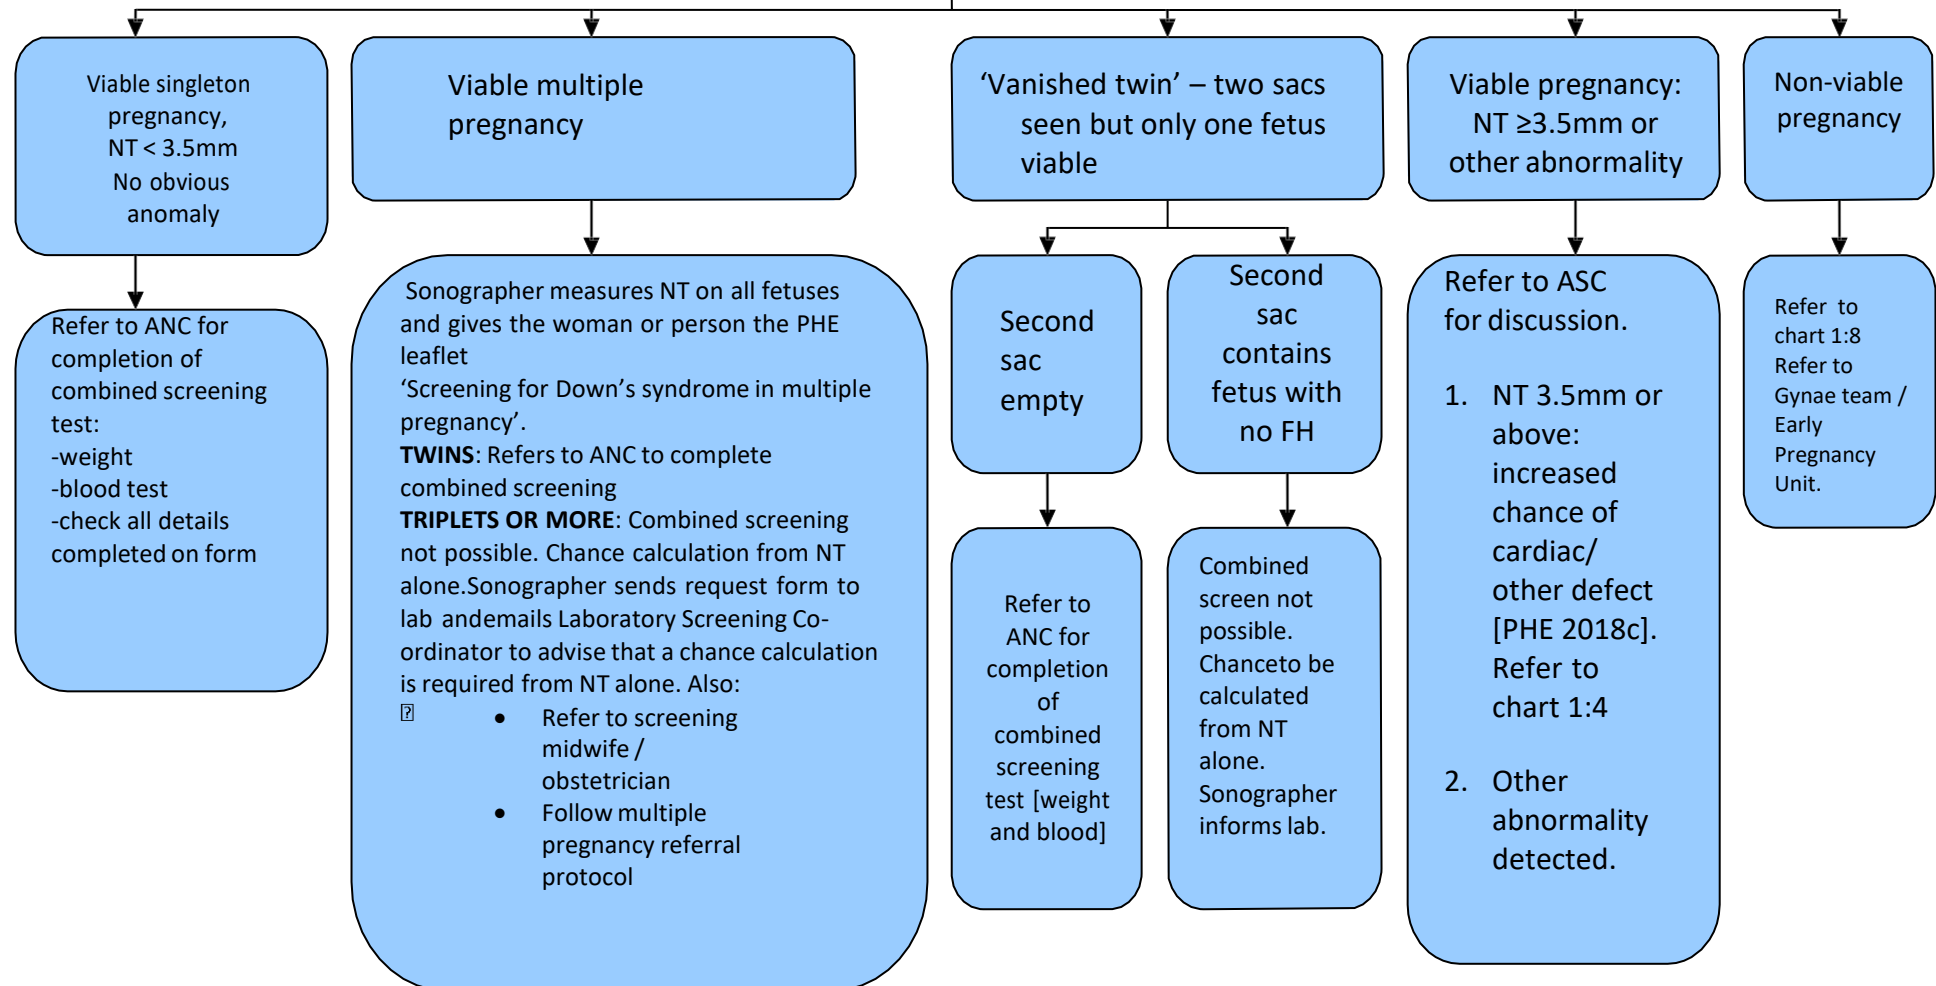 Viable singleton
pregnancy,
NT < 3.5mm
No obvious
anomaly
Refer to ANC for
completion of
combined screening
test:
-weight
-blood test
-check all details
completed on form
Viable multiple
pregnancy
Sonographer measures NT on all fetuses
and gives the woman or person the PHE
leaflet
‘Screening for Down’s syndrome in multiple
pregnancy’.
TWINS: Refers to ANC to complete
combined screening
TRIPLETS OR MORE: Combined screening
not possible. Chance calculation from NT
alone.Sonographer sends request form to
lab andemails Laboratory Screening Co-
ordinator to advise that a chance calculation
is required from NT alone. Also:
• Refer to screening
midwife /
obstetrician
• Follow multiple
pregnancy referral
protocol
‘Vanished twin’ – two sacs
seen but only one fetus
viable
Second
sac
empty
Refer to
ANC for
completion
of
combined
screening
test [weight
and blood]
Second
sac
contains
fetus with
no FH
Combined
screen not
possible.
Chanceto be
calculated
from NT
alone.
Sonographer
informs lab.
Viable pregnancy:
NT ≥3.5mm or
other abnormality
Refer to ASC
for discussion.
1. NT 3.5mm or
above:
increased
chance of
cardiac/
other defect
[PHE 2018c].
Refer to
chart 1:4
2. Other
abnormality
detected.
Non-viable
pregnancy
Refer to
chart 1:8
Refer to
Gynae team /
Early
Pregnancy
Unit.